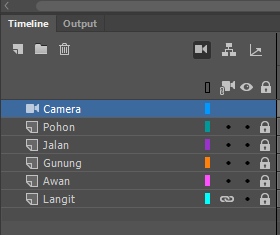 Timeline Output
Camera
Pohon
Jalan
Gunung
Awan
Langit